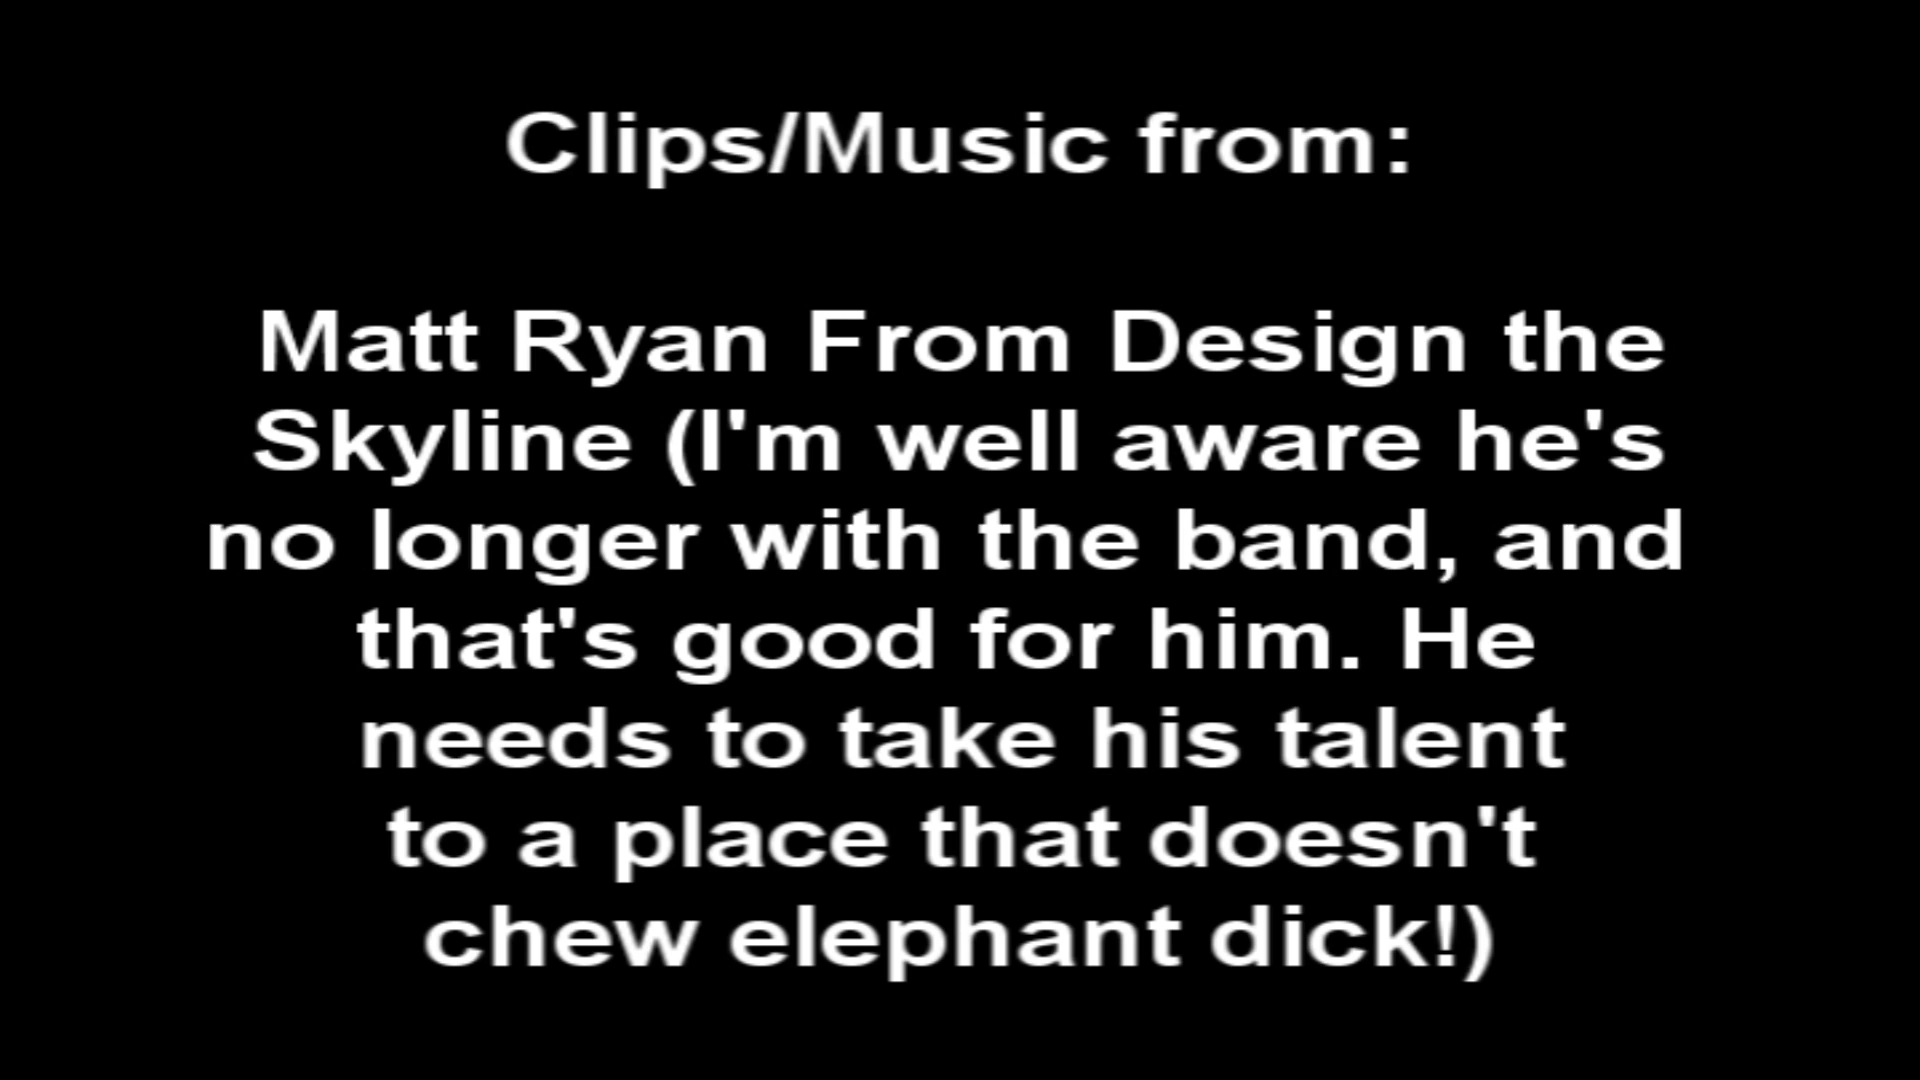 Clips/Music from:
Matt Ryan From Design the
Skyline (I'm well aware he's
no longer with the band, and
that's good for him. He
needs to take his talent
to a place that doesn't
chew elephant dick!)